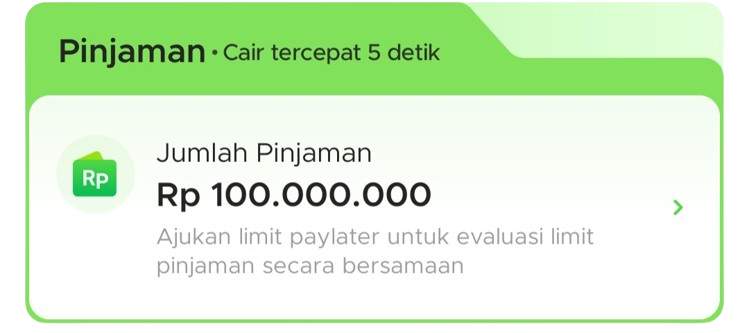 Pinjaman • Cair tercepat 5 detik
Jumlah Pinjaman
Rp
Rp 100.000.000
Ajukan limit paylater untuk evaluasi limit
pinjaman secara bersamaan